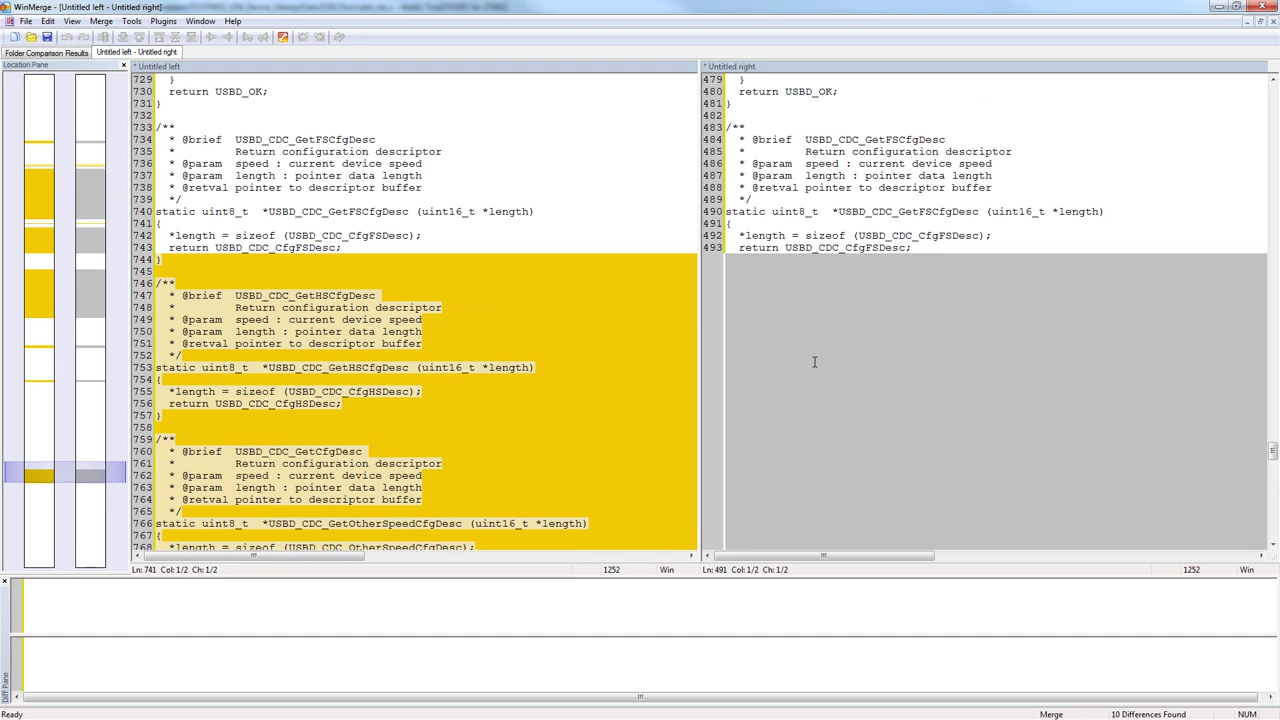 WinMerge - [Untitled left - Untitled right]
File Edit View Merge Tools Plugins Window Help
Folder Comparison Results Untitled left - Untitled right
Location Pane
* Untitled left
729 }
730 return USBD_OK;
731 }
732
733 /**
734 * @brief USBD_CDC_GetFSCfgDesc
735 * Return configuration descriptor
736 * @param speed : current device speed
737 * @param length : pointer data length
738 * @retval pointer to descriptor buffer
739 */
740 static uint8_t *USBD_CDC_GetFSCfgDesc (uint16_t *length)
741 {
742 *length = sizeof (USBD_CDC_CfgFSDesc);
743 return USBD_CDC_CfgFSDesc;
744 }
745
746 /**
747 * @brief USBD_CDC_GetHSCfgDesc
748 * Return configuration descriptor
749 * @param speed : current device speed
750 * @param length : pointer data length
751 * @retval pointer to descriptor buffer
752 */
753 static uint8_t *USBD_CDC_GetHSCfgDesc (uint16_t *length)
754 {
755 *length = sizeof (USBD_CDC_CfgHSDesc);
756 return USBD_CDC_CfgHSDesc;
757 }
758
759 /**
760 * @brief USBD_CDC_GetCfgDesc
761 * Return configuration descriptor
762 * @param speed : current device speed
763 * @param length : pointer data length
764 * @retval pointer to descriptor buffer
765 */
766 static uint8_t *USBD_CDC_GetOtherSpeedCfgDesc (uint16_t *length)
767 {
768 *length = sizeof (USBD_CDC_OtherSpeedCfgDesc);
Ln: 741 Col: 1/2 Ch: 1/2 1252 Win
* Untitled right
479 }
480 return USBD_OK;
481 }
482
483 /**
484 * @brief USBD_CDC_GetFSCfgDesc
485 * Return configuration descriptor
486 * @param speed : current device speed
487 * @param length : pointer data length
488 * @retval pointer to descriptor buffer
489 */
490 static uint8_t *USBD_CDC_GetFSCfgDesc (uint16_t *length)
491 {
492 *length = sizeof (USBD_CDC_CfgFSDesc);
493 return USBD_CDC_CfgFSDesc;
Ln: 491 Col: 1/2 Ch: 1/2 1252 Win
Diff Pane
Ready Merge 10 Differences Found NUM